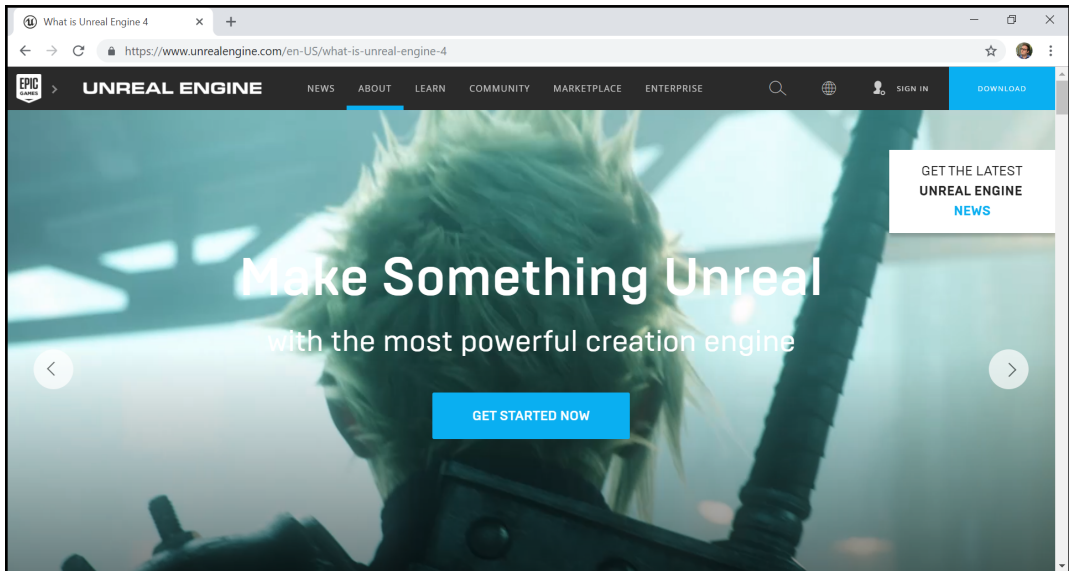 What is Unreal Engine 4
https://www.unrealengine.com/en-US/what-is-unreal-engine-4
EPIC GAMES
UNREAL ENGINE
NEWS
ABOUT
LEARN
COMMUNITY
MARKETPLACE
ENTERPRISE
SIGN IN
DOWNLOAD
GET THE LATEST
UNREAL ENGINE
NEWS
Make Something Unreal
with the most powerful creation engine
GET STARTED NOW